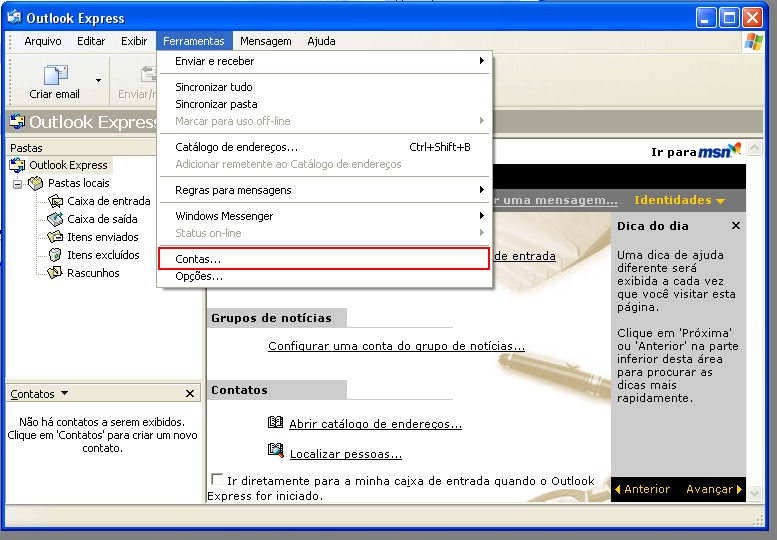 Outlook Express
Arquivo Editar Exibir Ferramentas Mensagem Ajuda
Criar email
Enviar/r
Enviar e receber
Sincronizar tudo
Sincronizar pasta
Marcar para uso off-line
Catálogo de endereços... Ctrl+Shift+B
Adicionar remetente ao Catálogo de endereços
Regras para mensagens
Windows Messenger
Status on-line
Contas...
Opções...
Outlook Express
Pastas
Outlook Express
Pastas locais
Caixa de entrada
Caixa de saída
Itens enviados
Itens excluídos
Rascunhos
Contatos
Não há contatos a serem exibidos.
Clique em 'Contatos' para criar um novo
contato.
Ir para msn
r uma mensagem... Identidades
de entrada
Grupos de notícias
Configurar uma conta do grupo de notícias...
Contatos
Abrir catálogo de endereços...
Localizar pessoas...
Ir diretamente para a minha caixa de entrada quando o Outlook
Express for iniciado.
Dica do dia
Uma dica de ajuda
diferente será
exibida a cada vez
que você visitar esta
página.
Clique em 'Próxima'
ou 'Anterior' na parte
inferior desta área
para procurar as
dicas mais
rapidamente.
Anterior Avançar